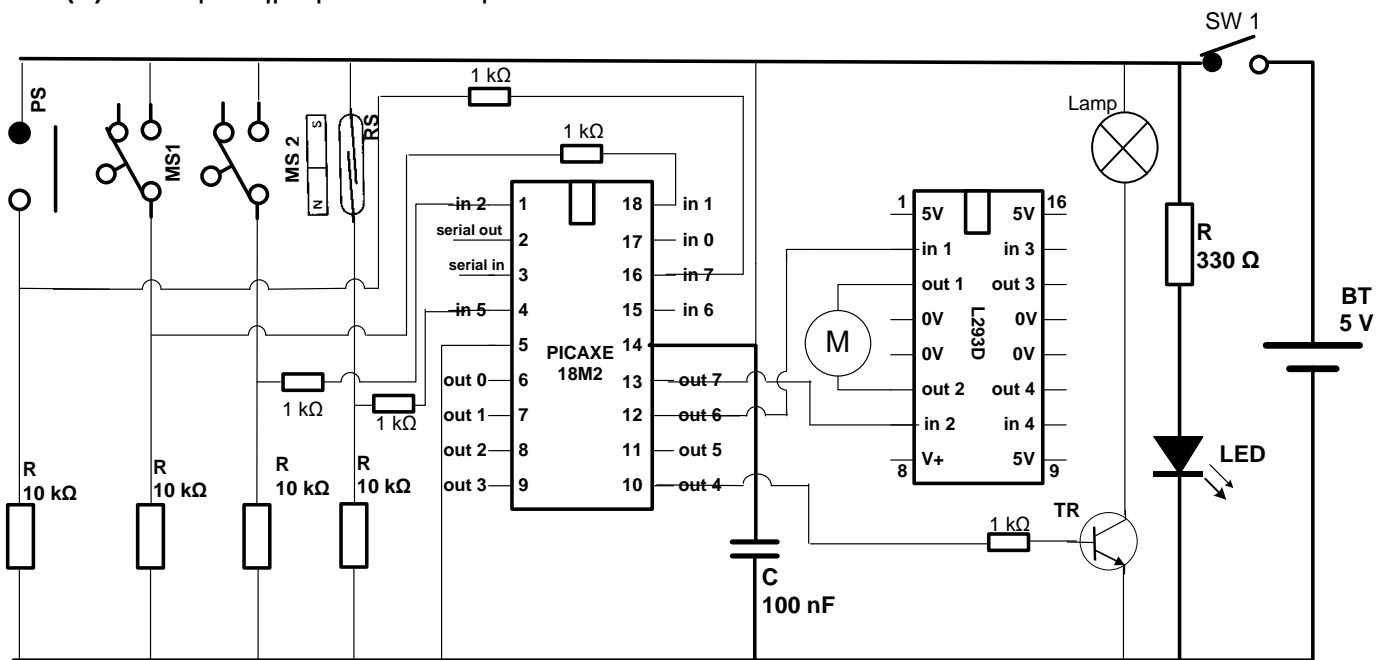 SW 1
1 kΩ
PS
Lamp
1 kΩ
S
RS
MS1
MS 2
N
in 2
1
18
in 1
1
5V
5V
16
serial out
2
17
in 0
in 1
in 3
R
330 Ω
serial in
3
16
in 7
out 1
out 3
BT
5 V
in 5
4
15
in 6
0V
L293D
0V
M
5
PICAXE
18M2
14
0V
0V
out 0
6
13
out 7
out 2
out 4
1 kΩ
1 kΩ
out 1
7
12
out 6
in 2
in 4
out 2
8
11
out 5
V+
5V
8
9
LED
R
10 kΩ
R
10 kΩ
R
10 kΩ
R
10 kΩ
out 3
9
10
out 4
TR
1 kΩ
C
100 nF